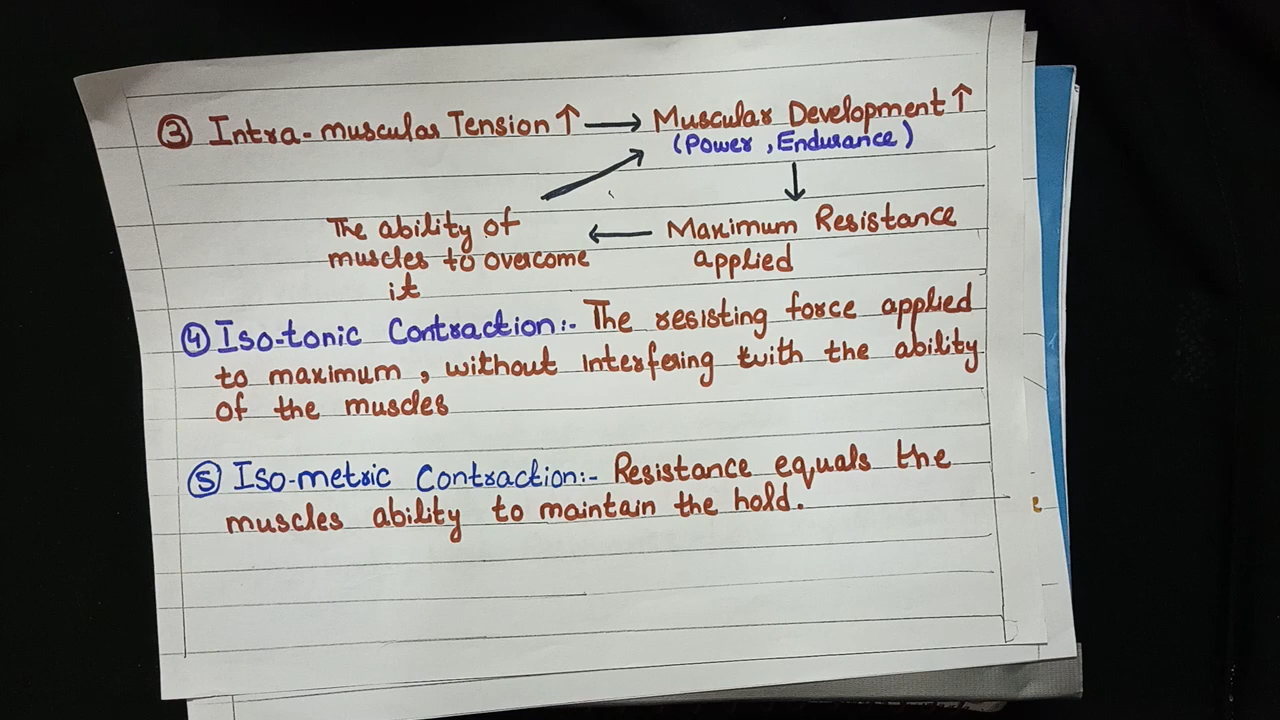 ③ Intra-muscular Tension ↑ → Muscular Development ↑
(Power , Endurance)
↓
The ability of ← Maximum Resistance
muscles to overcome applied
it
④ Iso-tonic Contraction:- The resisting force applied
to maximum, without interfering with the ability
of the muscles
⑤ Iso-metric Contraction:- Resistance equals the
muscles ability to maintain the hold.